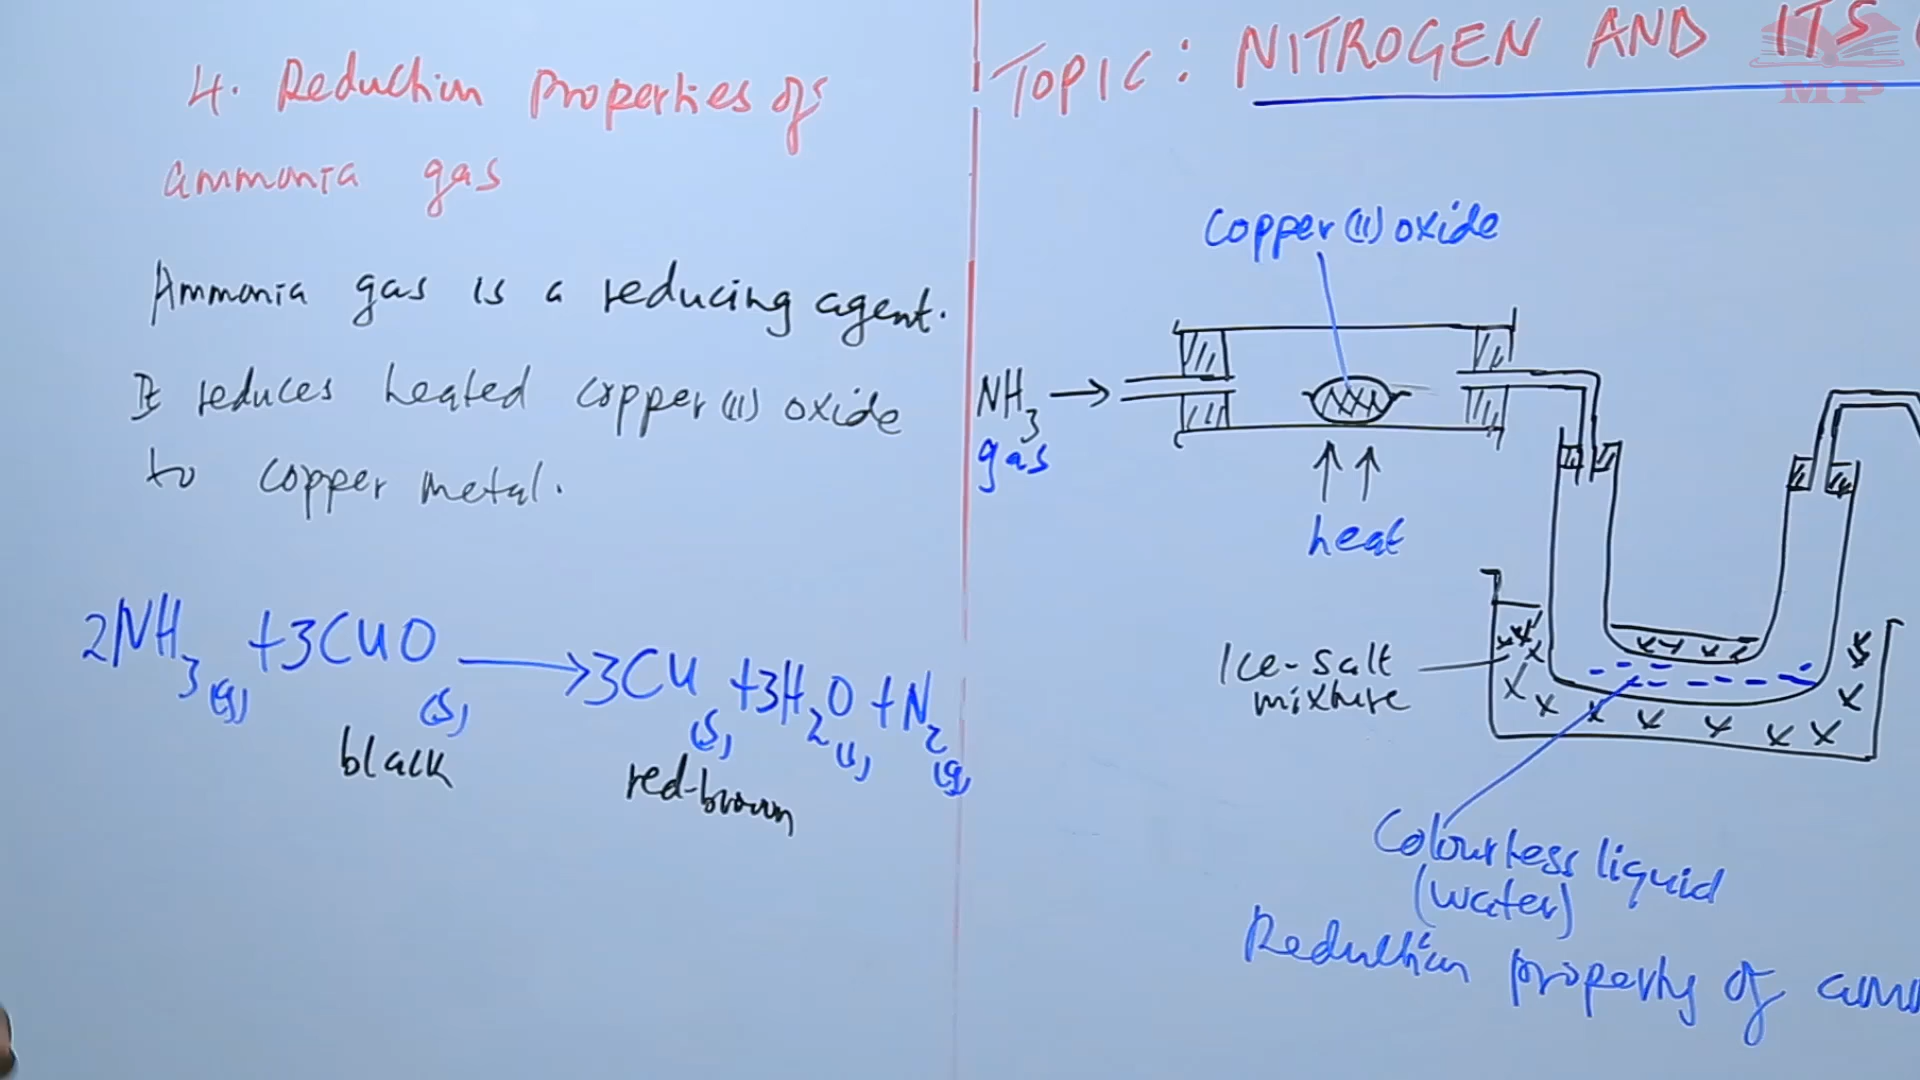 4. Reduction Properties of
ammonia gas
Ammonia gas is a reducing agent.
It reduces heated copper (II) oxide
to copper metal.
2NH₃(g) + 3CuO(s) → 3Cu(s) + 3H₂O(l) + N₂(g)
black
red-brown
TOPIC: NITROGEN AND ITS
MP
Copper (II) oxide
NH₃ →
gas
heat
Ice-salt
mixture
Colourless liquid
(water)
Reduction property of